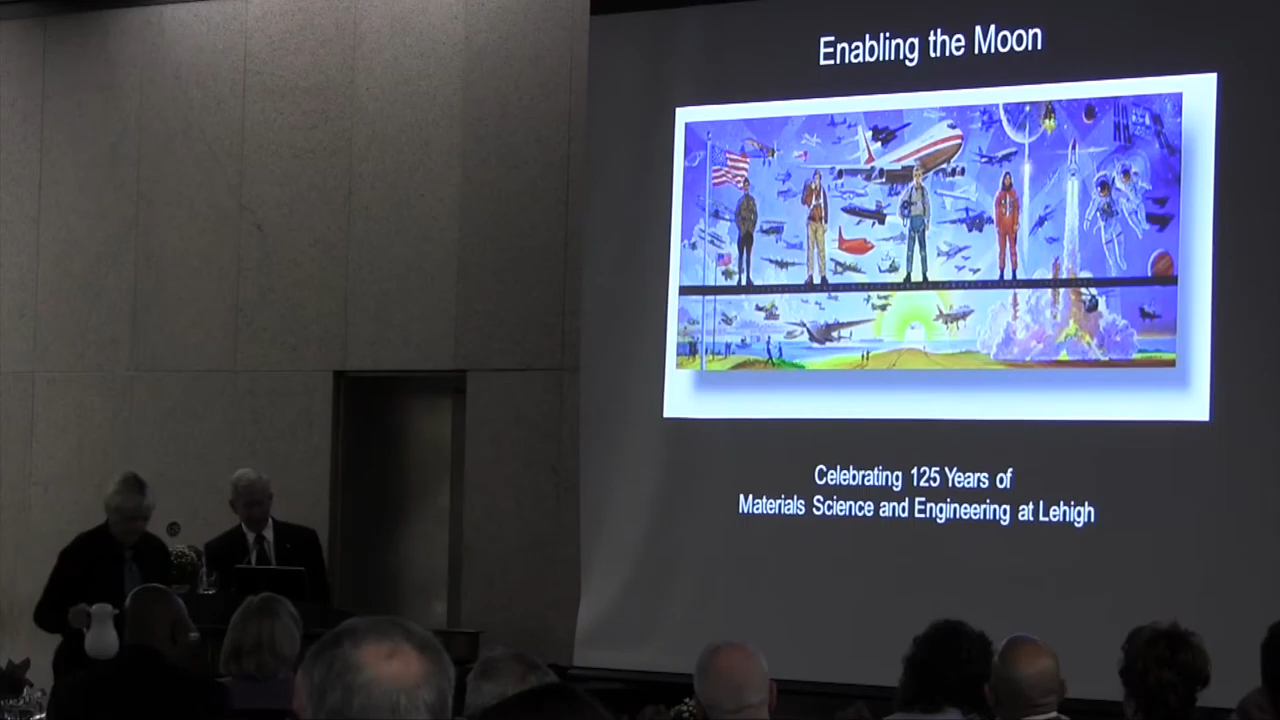 Enabling the Moon
Celebrating 125 Years of
Materials Science and Engineering at Lehigh